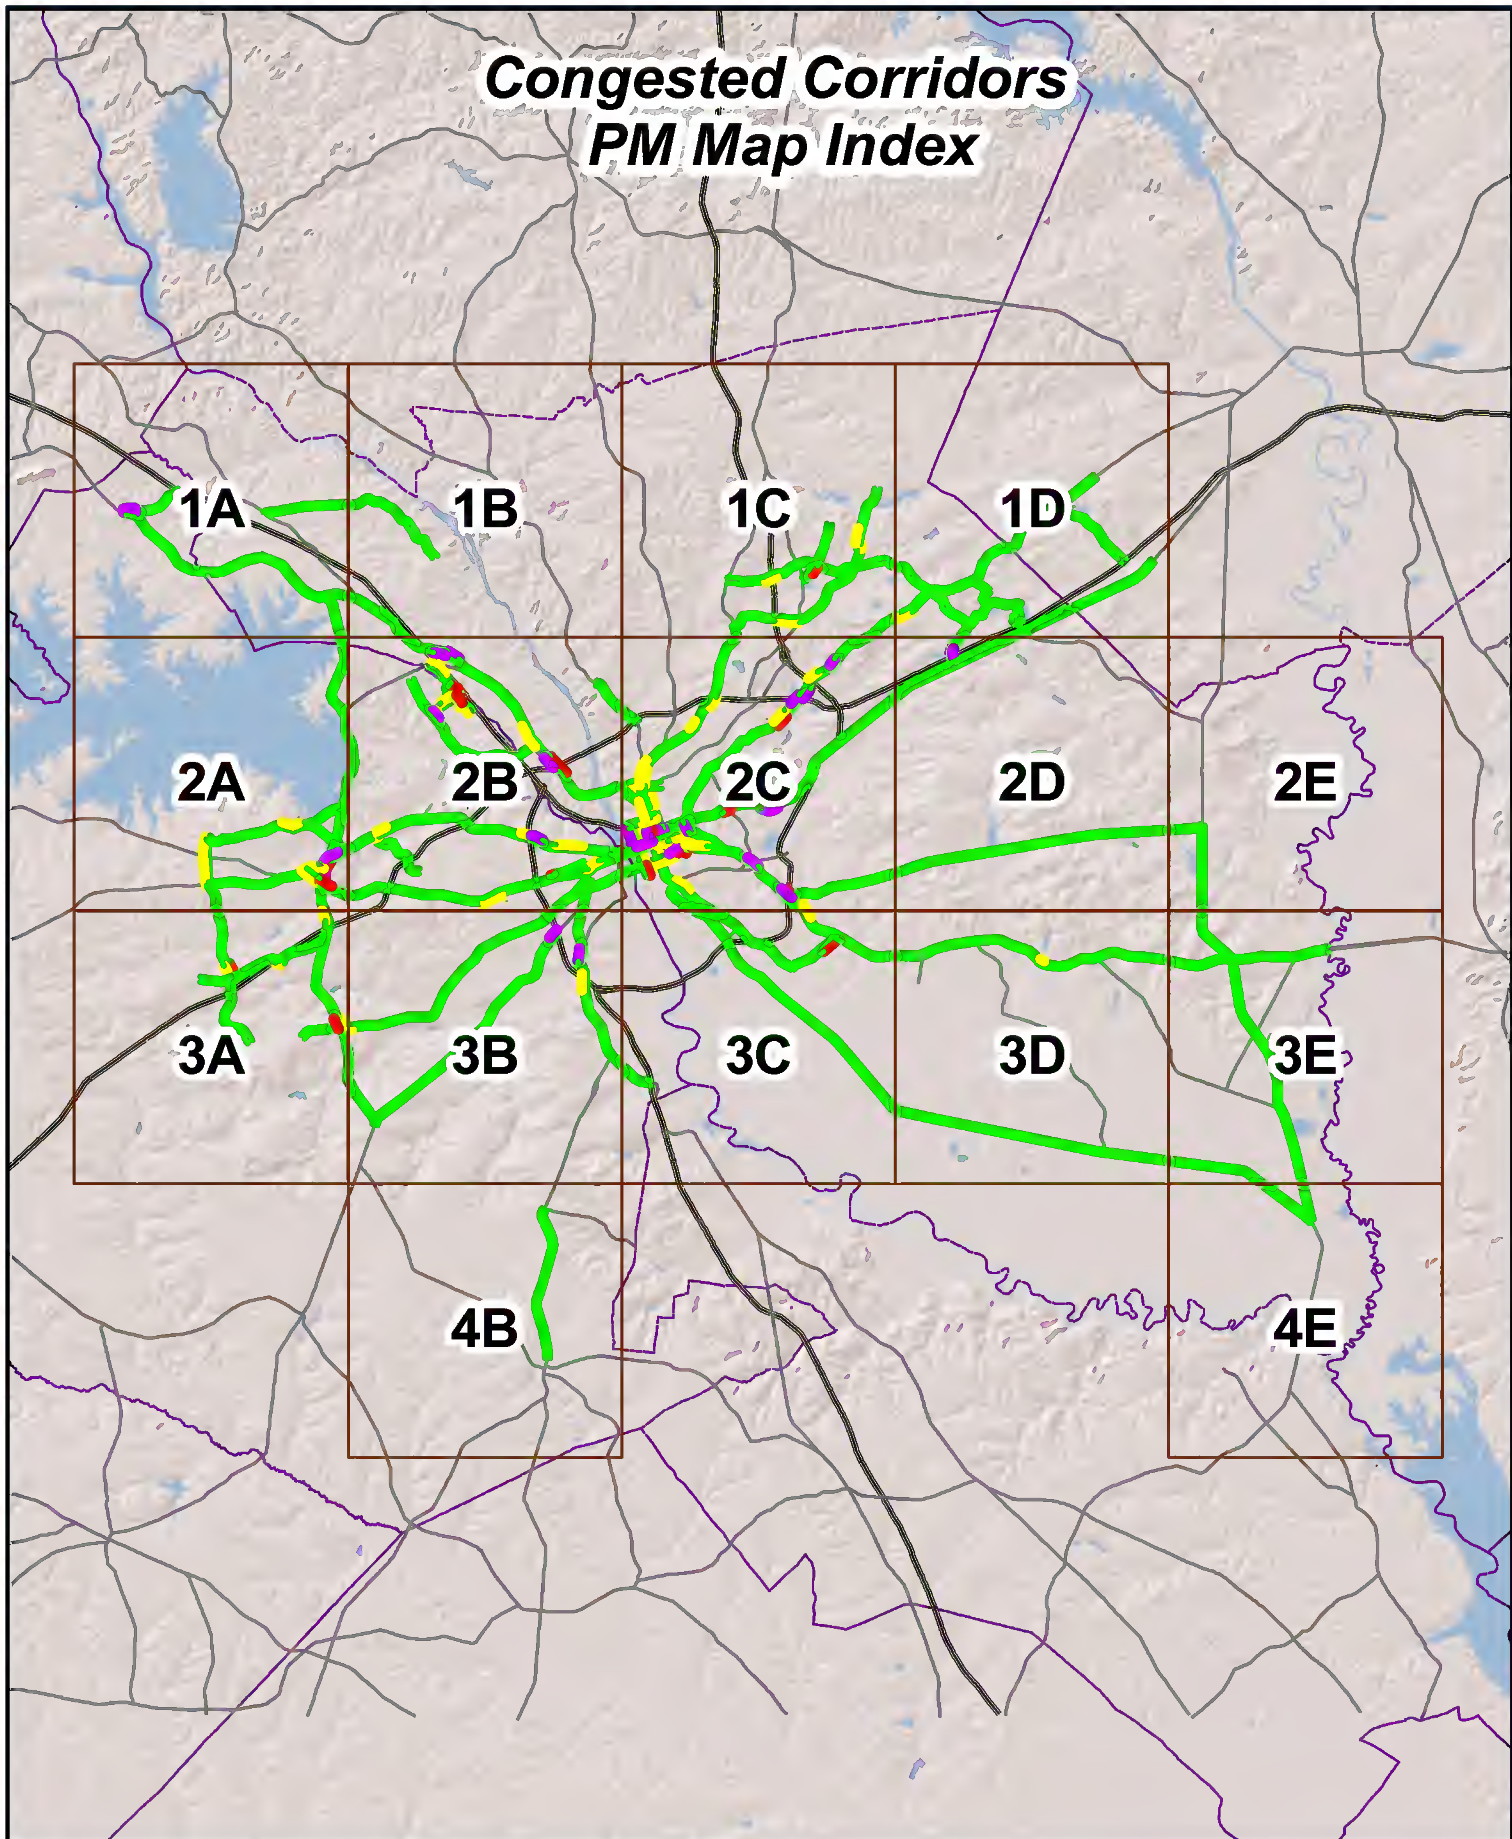 Congested Corridors
PM Map Index
1A
1B
1C
1D
2A
2B
2C
2D
2E
3A
3B
3C
3D
3E
4B
4E